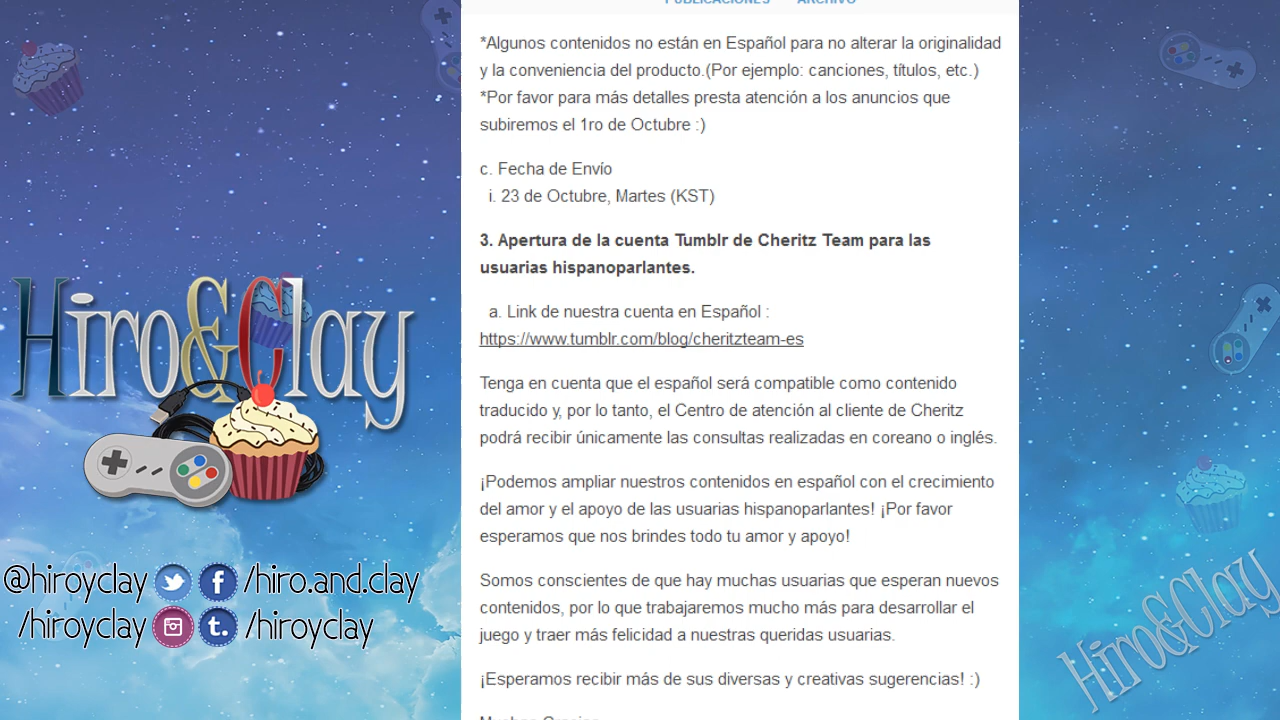 PUBLICACIONES ARCHIVO
*Algunos contenidos no están en Español para no alterar la originalidad
y la conveniencia del producto.(Por ejemplo: canciones, títulos, etc.)
*Por favor para más detalles presta atención a los anuncios que
subiremos el 1ro de Octubre :)
c. Fecha de Envío
i. 23 de Octubre, Martes (KST)
3. Apertura de la cuenta Tumblr de Cheritz Team para las
usuarias hispanoparlantes.
a. Link de nuestra cuenta en Español :
https://www.tumblr.com/blog/cheritzteam-es
Tenga en cuenta que el español será compatible como contenido
traducido y, por lo tanto, el Centro de atención al cliente de Cheritz
podrá recibir únicamente las consultas realizadas en coreano o inglés.
¡Podemos ampliar nuestros contenidos en español con el crecimiento
del amor y el apoyo de las usuarias hispanoparlantes! ¡Por favor
esperamos que nos brindes todo tu amor y apoyo!
Somos conscientes de que hay muchas usuarias que esperan nuevos
contenidos, por lo que trabajaremos mucho más para desarrollar el
juego y traer más felicidad a nuestras queridas usuarias.
¡Esperamos recibir más de sus diversas y creativas sugerencias! :)
Muchas Gracias
Hiro&Clay
@hiroyclay /hiro.and.clay
/hiroyclay t. /hiroyclay
Hiro&Clay